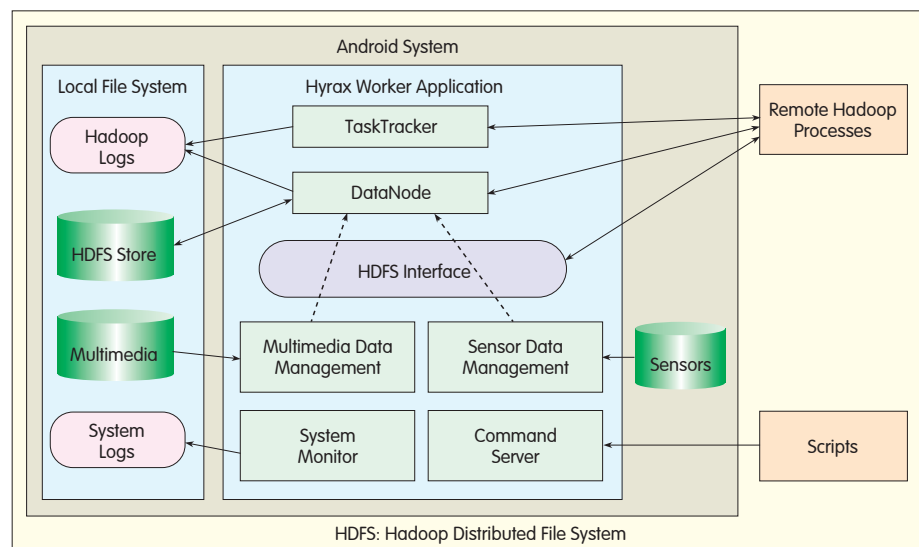 Android System
Local File System
Hyrax Worker Application
Hadoop
Logs
TaskTracker
Remote Hadoop
Processes
DataNode
HDFS Store
HDFS Interface
Multimedia
Multimedia Data
Management
Sensor Data
Management
Sensors
System
Logs
System
Monitor
Command
Server
Scripts
HDFS: Hadoop Distributed File System